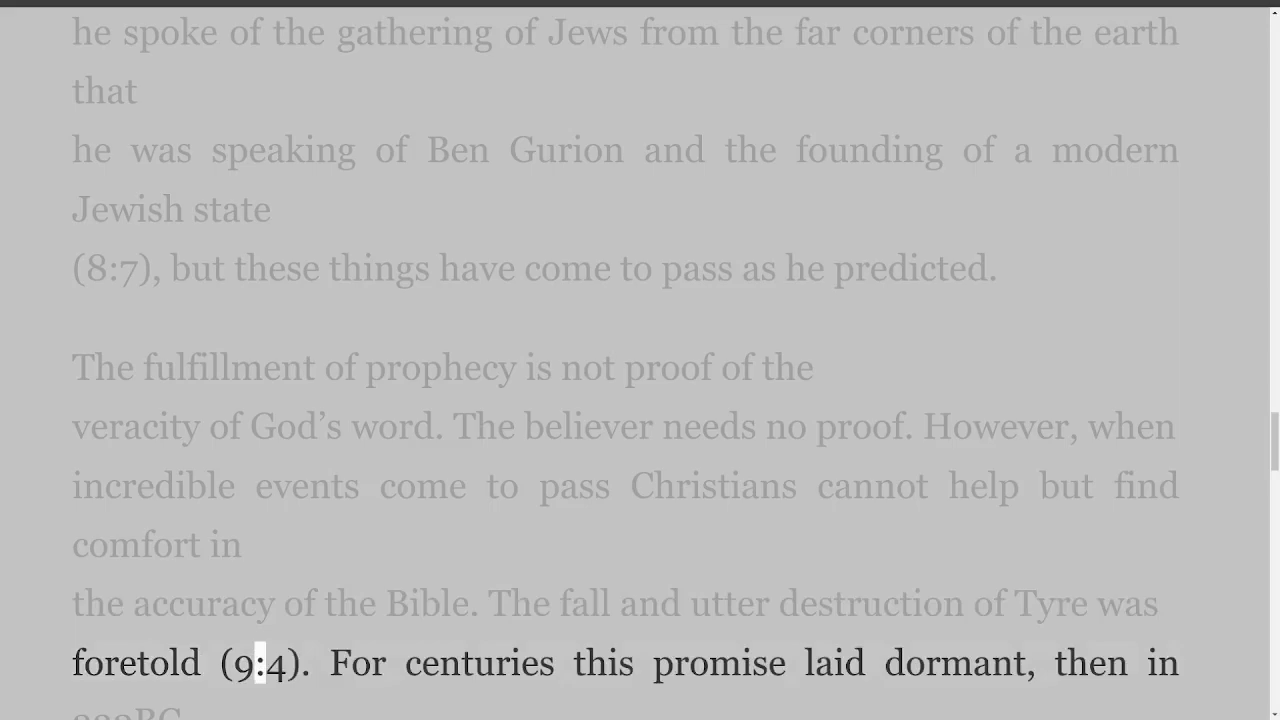 he spoke of the gathering of Jews from the far corners of the earth
that
he was speaking of Ben Gurion and the founding of a modern
Jewish state
(8:7), but these things have come to pass as he predicted.
The fulfillment of prophecy is not proof of the
veracity of God’s word. The believer needs no proof. However, when
incredible events come to pass Christians cannot help but find
comfort in
the accuracy of the Bible. The fall and utter destruction of Tyre was
foretold (9:4). For centuries this promise laid dormant, then in